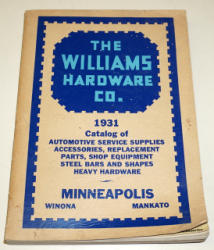 THE
WILLIAMS
HARDWARE
CO.
1931
Catalog of
AUTOMOTIVE SERVICE SUPPLIES
ACCESSORIES, REPLACEMENT
PARTS, SHOP EQUIPMENT
STEEL BARS AND SHAPES
HEAVY HARDWARE
MINNEAPOLIS
WINONA MANKATO